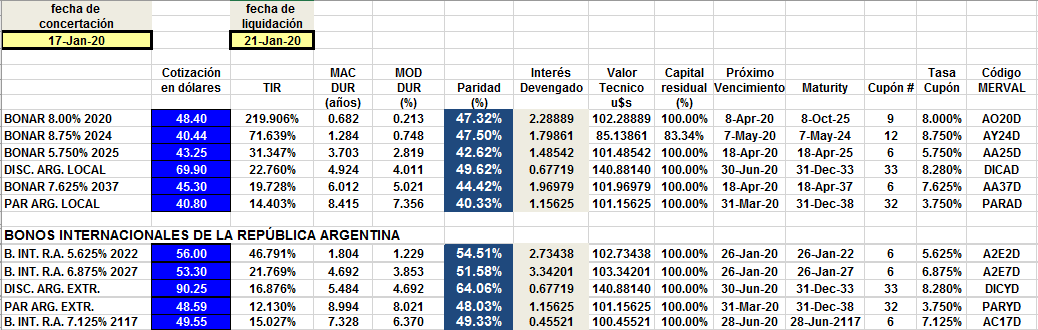 fecha de concertación fecha de liquidación
17-Jan-20 21-Jan-20
Cotización en dólares TIR MAC DUR (años) MOD DUR (%) Paridad (%) Interés Devengado Valor Tecnico u$s Capital residual (%) Próximo Vencimiento Maturity Cupón # Tasa Cupón Código MERVAL
BONAR 8.00% 2020 48.40 219.906% 0.682 0.213 47.32% 2.28889 102.28889 100.00% 8-Apr-20 8-Oct-25 9 8.000% AO20D
BONAR 8.75% 2024 40.44 71.639% 1.284 0.748 47.50% 1.79861 85.13861 83.34% 7-May-20 7-May-24 12 8.750% AY24D
BONAR 5.750% 2025 43.25 31.347% 3.703 2.819 42.62% 1.48542 101.48542 100.00% 18-Apr-20 18-Apr-25 6 5.750% AA25D
DISC. ARG. LOCAL 69.90 22.760% 4.924 4.011 49.62% 0.67719 140.88140 100.00% 30-Jun-20 31-Dec-33 33 8.280% DICAD
BONAR 7.625% 2037 45.30 19.728% 6.012 5.021 44.42% 1.96979 101.96979 100.00% 18-Apr-20 18-Apr-37 6 7.625% AA37D
PAR ARG. LOCAL 40.80 14.403% 8.415 7.356 40.33% 1.15625 101.15625 100.00% 31-Mar-20 31-Dec-38 32 3.750% PARAD
BONOS INTERNACIONALES DE LA REPÚBLICA ARGENTINA
B. INT. R.A. 5.625% 2022 56.00 46.791% 1.804 1.229 54.51% 2.73438 102.73438 100.00% 26-Jan-20 26-Jan-22 6 5.625% A2E2D
B. INT. R.A. 6.875% 2027 53.30 21.769% 4.692 3.853 51.58% 3.34201 103.34201 100.00% 26-Jan-20 26-Jan-27 6 6.875% A2E7D
DISC. ARG. EXTR. 90.25 16.876% 5.484 4.692 64.06% 0.67719 140.88140 100.00% 30-Jun-20 31-Dec-33 33 8.280% DICYD
PAR ARG. EXTR. 48.59 12.130% 8.994 8.021 48.03% 1.15625 101.15625 100.00% 31-Mar-20 31-Dec-38 32 3.750% PARYD
B. INT. R.A. 7.125% 2117 49.55 15.027% 7.328 6.370 49.33% 0.45521 100.45521 100.00% 28-Jun-20 28-Jun-2117 6 7.125% AC17D